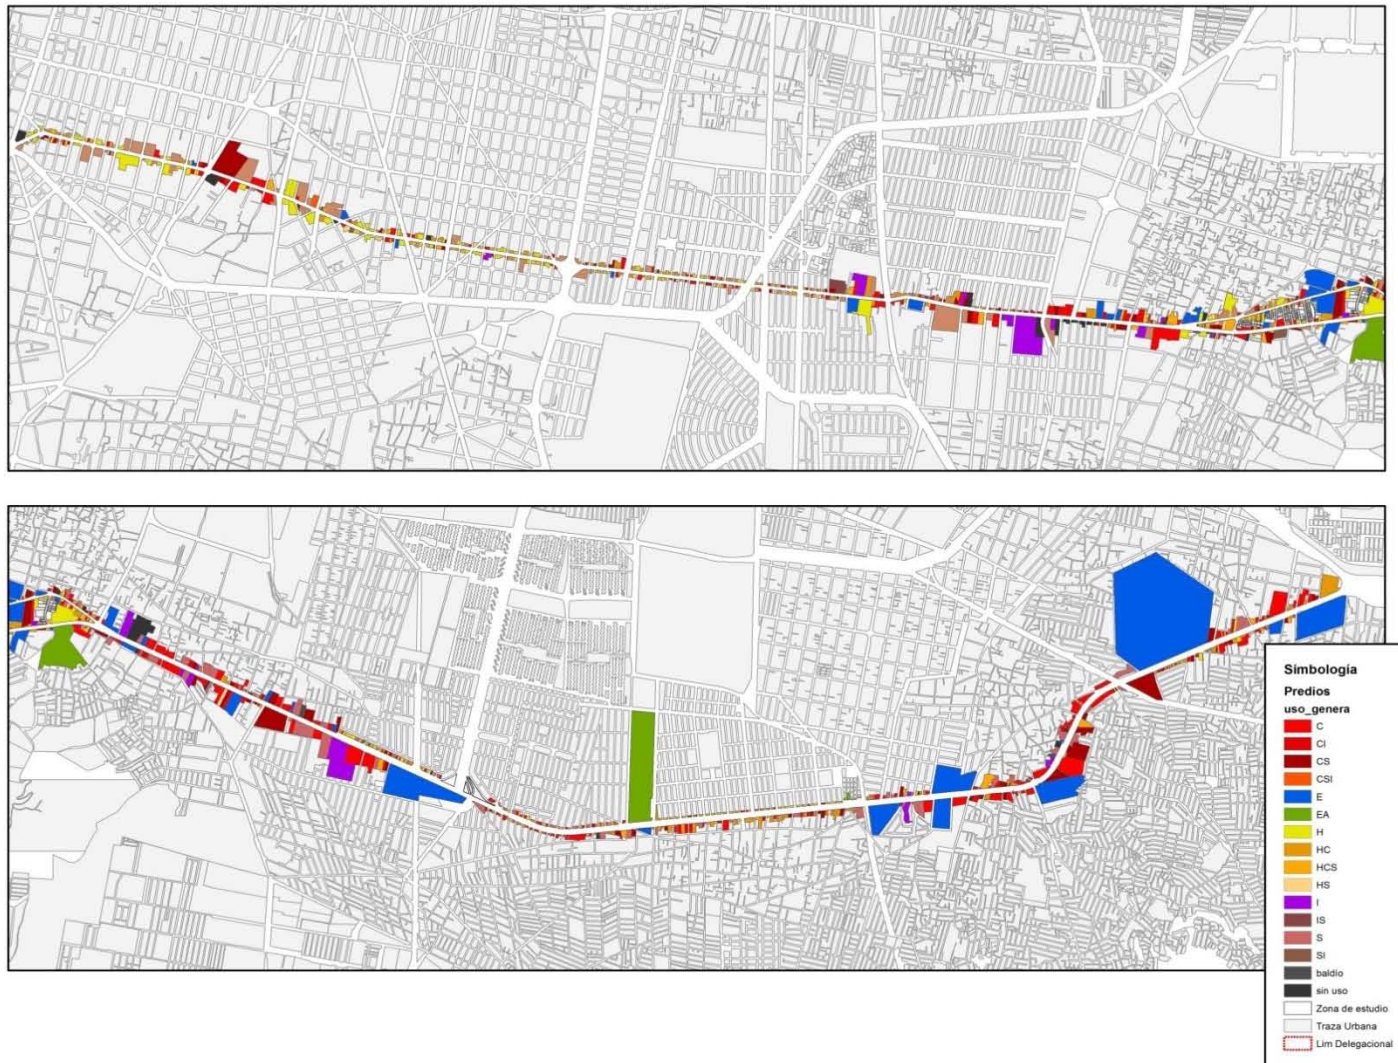 Simbología
Predios
uso_genera
C
CI
CS
CSI
E
EA
H
HC
HCS
HS
I
IS
S
SI
baldío
sin uso
Zona de estudio
Traza Urbana
Lim Delegacional